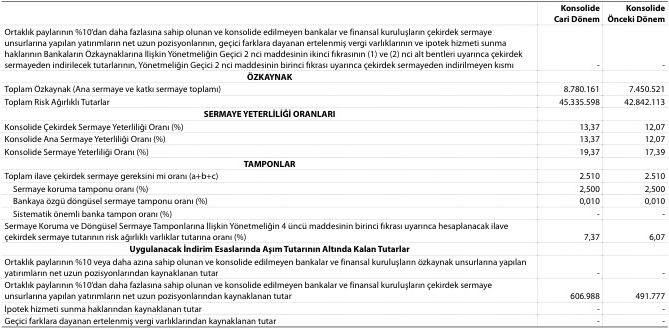 Konsolide Konsolide
Cari Dönem Önceki Dönem
Ortaklık paylarının %10'dan daha fazlasına sahip olunan ve konsolide edilmeyen bankalar ve finansal kuruluşların çekirdek sermaye
unsurlarına yapılan yatırımların net uzun pozisyonlarının, geçici farklara dayanan ertelenmiş vergi varlıklarının ve ipotek hizmeti sunma
haklarının Bankaların Özkaynaklarına İlişkin Yönetmeliğin Geçici 2 nci maddesinin ikinci fıkrasının (1) ve (2) nci alt bentleri uyarınca çekirdek
sermayeden indirilecek tutarlarının, Yönetmeliğin Geçici 2 nci maddesinin birinci fıkrası uyarınca çekirdek sermayeden indirilmeyen kısmı - -
ÖZKAYNAK
Toplam Özkaynak (Ana sermaye ve katkı sermaye toplamı) 8.780.161 7.450.521
Toplam Risk Ağırlıklı Tutarlar 45.335.598 42.842.113
SERMAYE YETERLİLİĞİ ORANLARI
Konsolide Çekirdek Sermaye Yeterliliği Oranı (%) 13,37 12,07
Konsolide Ana Sermaye Yeterliliği Oranı (%) 13,37 12,07
Konsolide Sermaye Yeterliliği Oranı (%) 19,37 17,39
TAMPONLAR
Toplam ilave çekirdek sermaye gereksini mi oranı (a+b+c) 2.510 2.510
Sermaye koruma tamponu oranı (%) 2,500 2,500
Bankaya özgü döngüsel sermaye tamponu oranı (%) 0,010 0,010
Sistematik önemli banka tampon oranı (%) - -
Sermaye Koruma ve Döngüsel Sermaye Tamponlarına İlişkin Yönetmeliğin 4 üncü maddesinin birinci fıkrası uyarınca hesaplanacak ilave
çekirdek sermaye tutarının risk ağırlıklı varlıklar tutarına oranı (%) 7,37 6,07
Uygulanacak İndirim Esaslarında Aşım Tutarının Altında Kalan Tutarlar
Ortaklık paylarının %10 veya daha azına sahip olunan ve konsolide edilmeyen bankalar ve finansal kuruluşların özkaynak unsurlarına yapılan
yatırımların net uzun pozisyonlarından kaynaklanan tutar - -
Ortaklık paylarının %10'dan daha fazlasına sahip olunan ve konsolide edilmeyen bankalar ve finansal kuruluşların çekirdek sermaye
unsurlarına yapılan yatırımların net uzun pozisyonlarından kaynaklanan tutar 606.988 491.777
İpotek hizmeti sunma haklarından kaynaklanan tutar - -
Geçici farklara dayanan ertelenmiş vergi varlıklarından kaynaklanan tutar - -